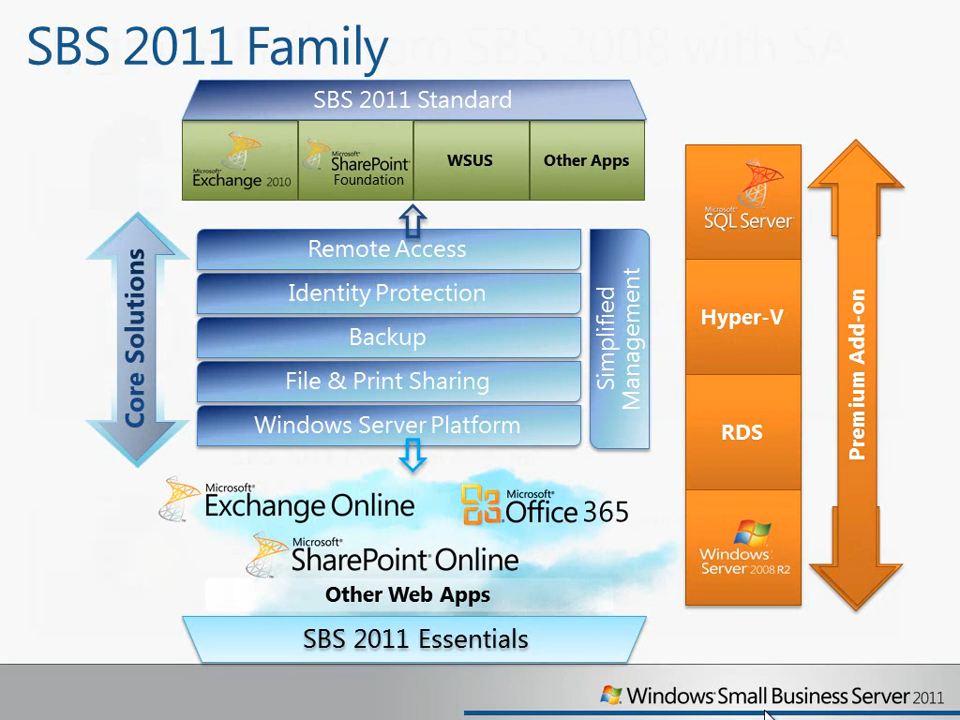 SBS 2011 Family
SBS 2011 Standard
Microsoft®
Exchange 2010
Microsoft®
SharePoint®
Foundation
WSUS
Other Apps
Core Solutions
Remote Access
Identity Protection
Backup
File & Print Sharing
Windows Server Platform
Simplified
Management
Microsoft®
SQL Server®
Hyper-V
RDS
Windows
Server® 2008 R2
Premium Add-on
Microsoft®
Exchange Online
Microsoft®
Office 365
Microsoft®
SharePoint® Online
Other Web Apps
SBS 2011 Essentials
Windows® Small Business Server 2011